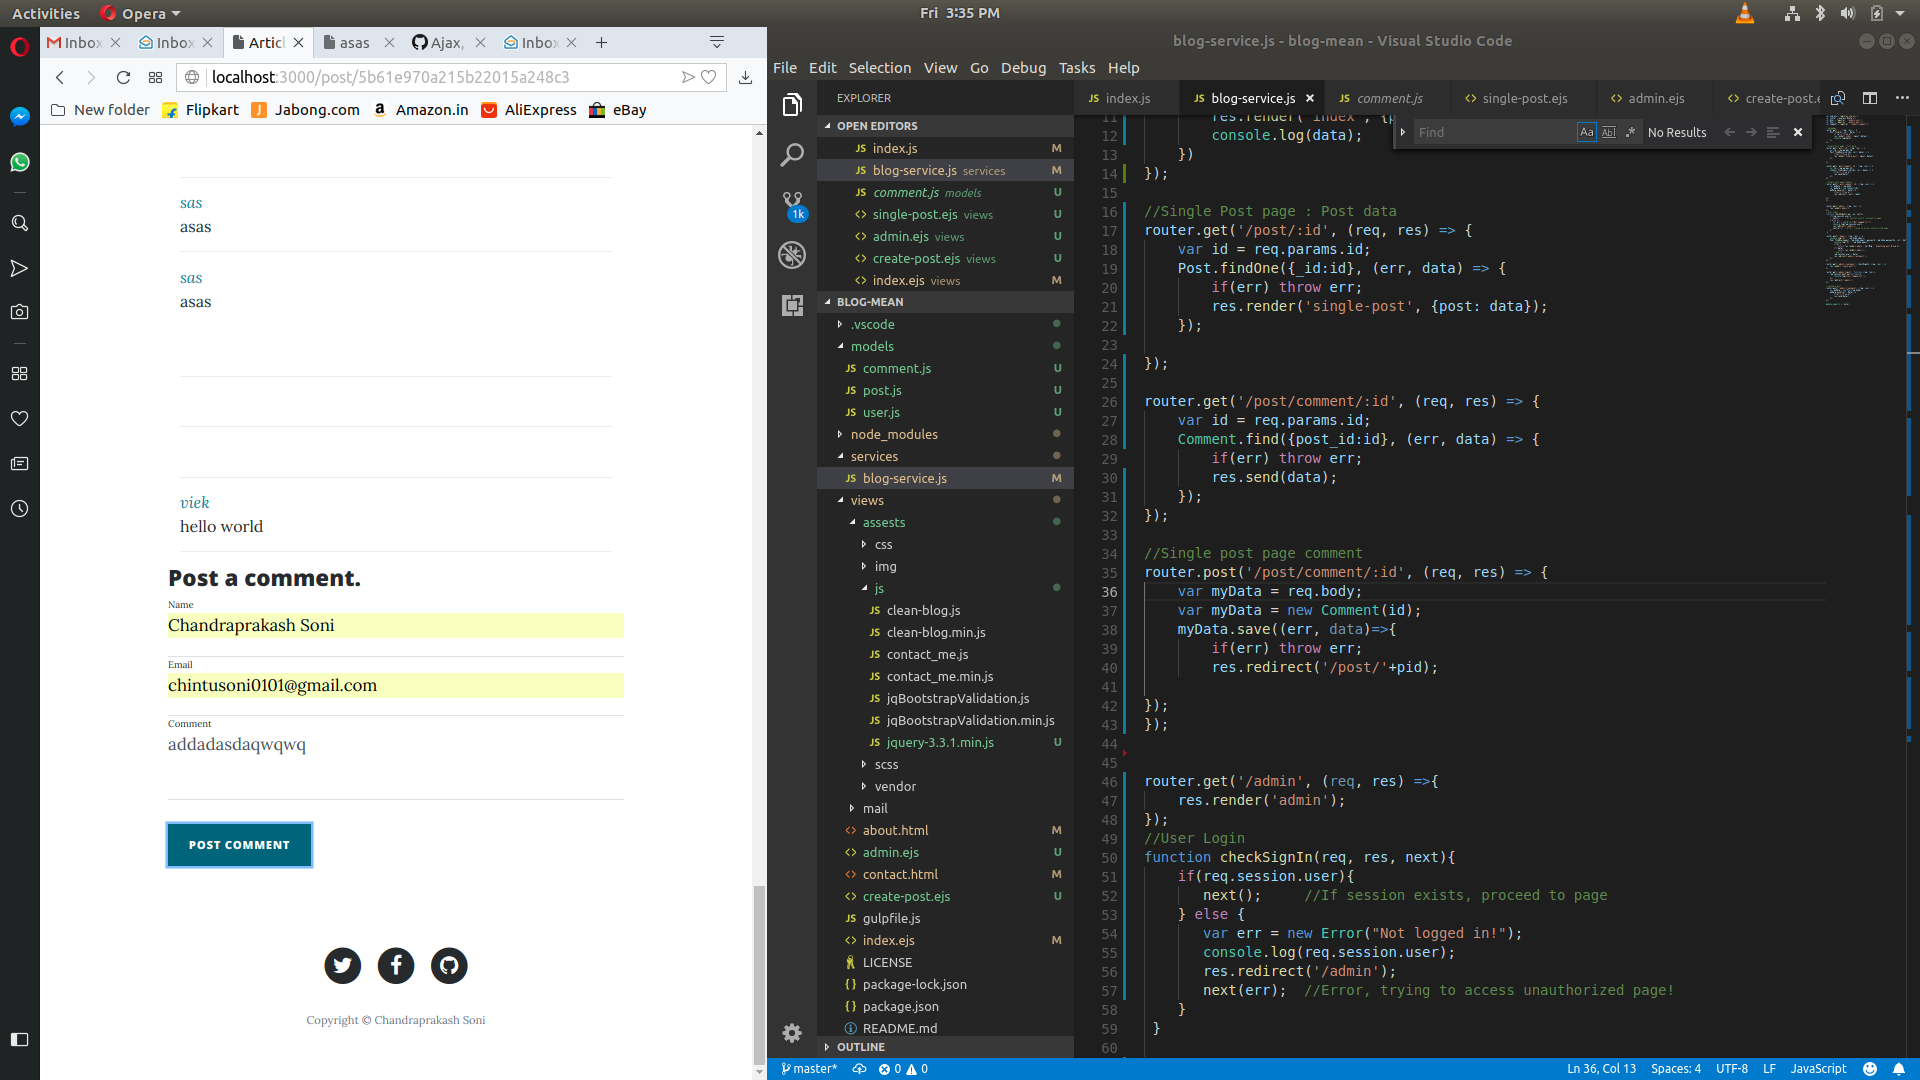 Activities
Opera
Fri 3:35 PM
Inbox
Inbox
Artic
asas
Ajax,
Inbox
localhost:3000/post/5b61e970a215b22015a248c3
New folder
Flipkart
Jabong.com
Amazon.in
AliExpress
eBay
sas
asas
sas
asas
viek
hello world
Post a comment.
Name
Chandraprakash Soni
Email
chintusoni0101@gmail.com
Comment
addadasdaqwqwq
POST COMMENT
Copyright © Chandraprakash Soni
blog-service.js - blog-mean - Visual Studio Code
File Edit Selection View Go Debug Tasks Help
EXPLORER
OPEN EDITORS
JS index.js M
JS blog-service.js services M
JS comment.js models U
<> single-post.ejs views U
<> admin.ejs views U
<> create-post.ejs views U
<> index.ejs views M
1k
BLOG-MEAN
.vscode
models
JS comment.js U
JS post.js U
JS user.js U
node_modules
services
JS blog-service.js M
views
assests
css
img
js
JS clean-blog.js
JS clean-blog.min.js
JS contact_me.js
JS contact_me.min.js
JS jqBootstrapValidation.js
JS jqBootstrapValidation.min.js
JS jquery-3.3.1.min.js U
scss
vendor
mail
<> about.html M
<> admin.ejs U
<> contact.html M
<> create-post.ejs U
JS gulpfile.js
<> index.ejs M
LICENSE
{} package-lock.json
{} package.json
README.md
OUTLINE
JS index.js
JS blog-service.js
JS comment.js
<> single-post.ejs
<> admin.ejs
<> create-post.e
Find
Aa Abl .* No Results
11 res.render('index', {p
12 console.log(data);
13 })
14 });
15
16 //Single Post page : Post data
17 router.get('/post/:id', (req, res) => {
18 var id = req.params.id;
19 Post.findOne({_id:id}, (err, data) => {
20 if(err) throw err;
21 res.render('single-post', {post: data});
22 });
23
24 });
25
26 router.get('/post/comment/:id', (req, res) => {
27 var id = req.params.id;
28 Comment.find({post_id:id}, (err, data) => {
29 if(err) throw err;
30 res.send(data);
31 });
32 });
33
34 //Single post page comment
35 router.post('/post/comment/:id', (req, res) => {
36 var myData = req.body;
37 var myData = new Comment(id);
38 myData.save((err, data)=>{
39 if(err) throw err;
40 res.redirect('/post/'+pid);
41
42 });
43 });
44
45
46 router.get('/admin', (req, res) =>{
47 res.render('admin');
48 });
49 //User Login
50 function checkSignIn(req, res, next){
51 if(req.session.user){
52 next(); //If session exists, proceed to page
53 } else {
54 var err = new Error("Not logged in!");
55 console.log(req.session.user);
56 res.redirect('/admin');
57 next(err); //Error, trying to access unauthorized page!
58 }
59 }
60
master* 0 0
Ln 36, Col 13 Spaces: 4 UTF-8 LF JavaScript